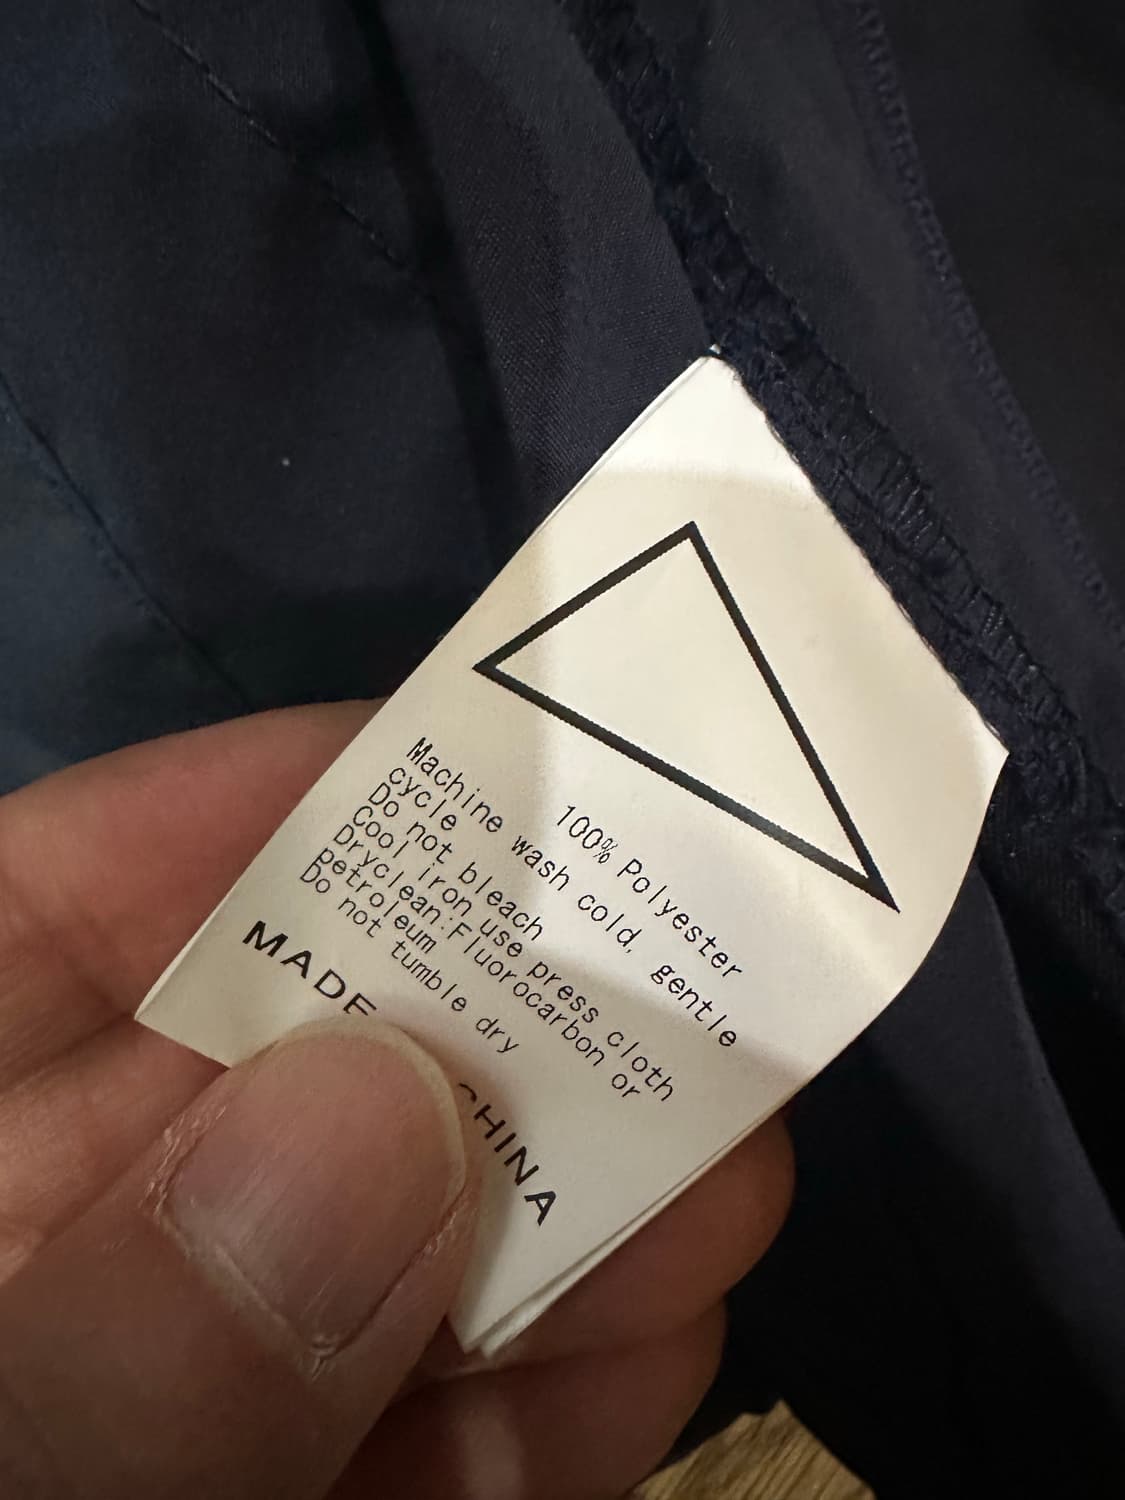 100% Polyester
Machine wash cold, gentle
cycle
Do not bleach
Cool iron use press cloth
Dryclean:Fluorocarbon or
petroleum
Do not tumble dry
MADE CHINA